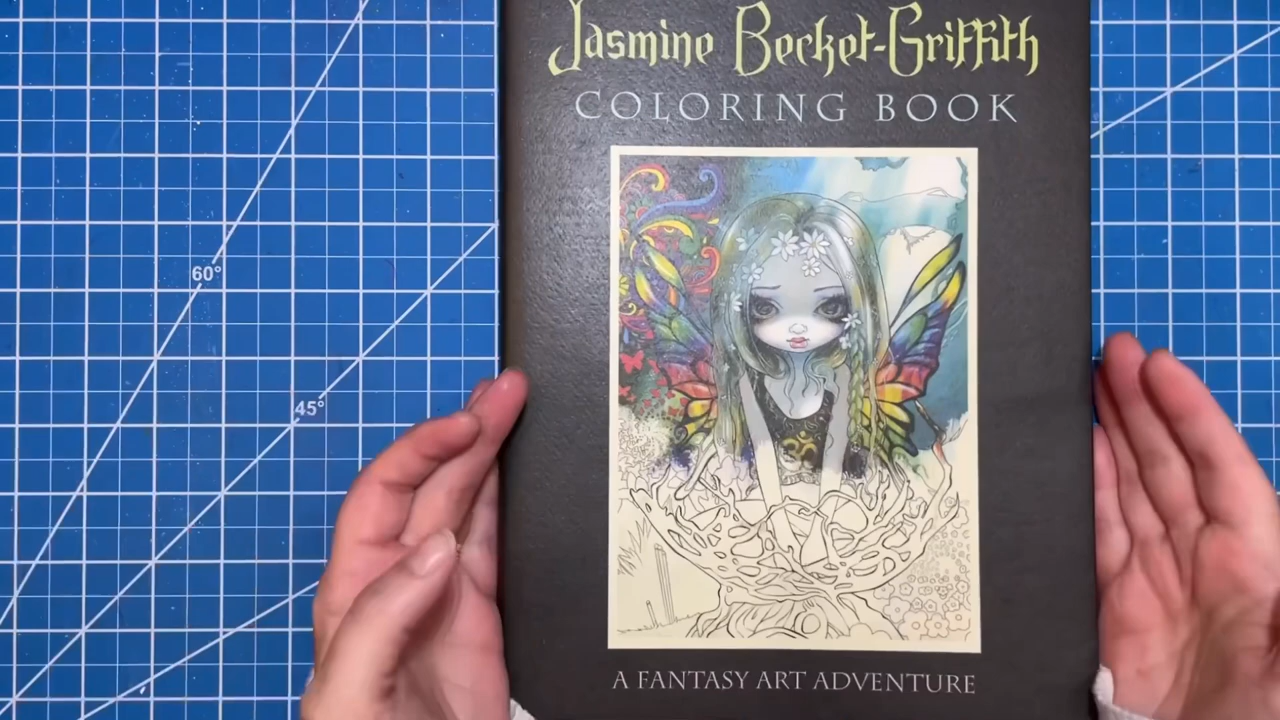 Jasmine Becket-Griffith
COLORING BOOK
60°
45°
A FANTASY ART ADVENTURE